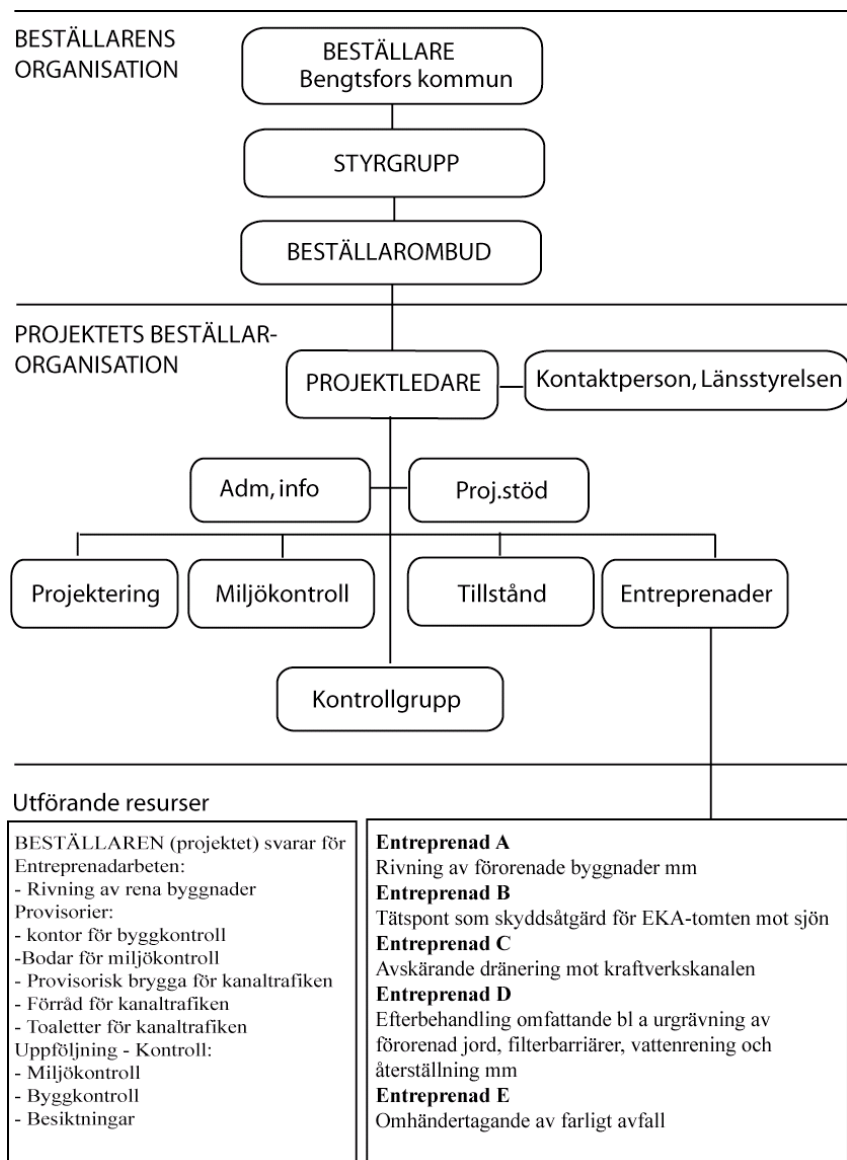 BESTÄLLARENS
ORGANISATION
BESTÄLLARE
Bengtsfors kommun
STYRGRUPP
BESTÄLLAROMBUD
PROJEKTETS BESTÄLLAR-
ORGANISATION
PROJEKTLEDARE
Kontaktperson, Länsstyrelsen
Adm, info
Proj.stöd
Projektering
Miljökontroll
Tillstånd
Entreprenader
Kontrollgrupp
Utförande resurser
BESTÄLLAREN (projektet) svarar för
Entreprenadarbeten:
- Rivning av rena byggnader
Provisorier:
- kontor för byggkontroll
-Bodar för miljökontroll
- Provisorisk brygga för kanaltrafiken
- Förråd för kanaltrafiken
- Toaletter för kanaltrafiken
Uppföljning - Kontroll:
- Miljökontroll
- Byggkontroll
- Besiktningar
Entreprenad A
Rivning av förorenade byggnader mm
Entreprenad B
Tätspont som skyddsåtgärd för EKA-tomten mot sjön
Entreprenad C
Avskärande dränering mot kraftverkskanalen
Entreprenad D
Efterbehandling omfattande bl a urgrävning av
förorenad jord, filterbarriärer, vattenrening och
återställning mm
Entreprenad E
Omhändertagande av farligt avfall